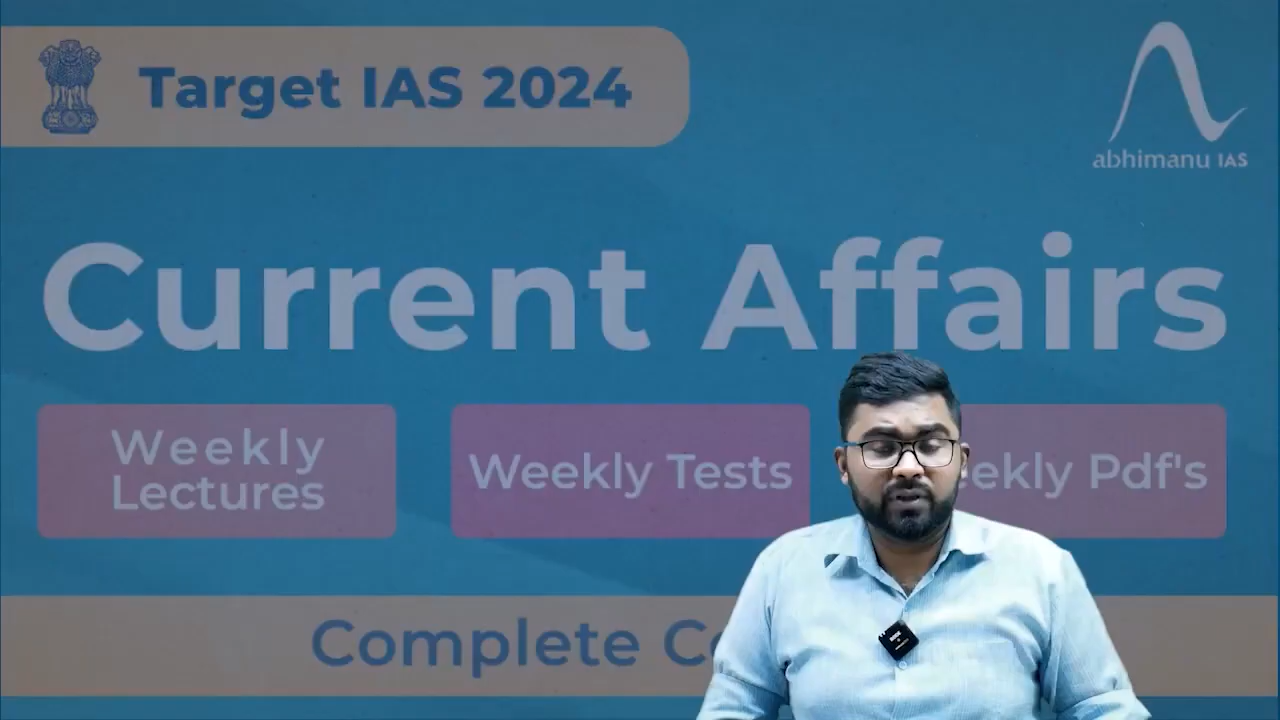 Target IAS 2024
abhimanu IAS
Current Affairs
Weekly
Lectures
Weekly Tests
Pdf's
Complete